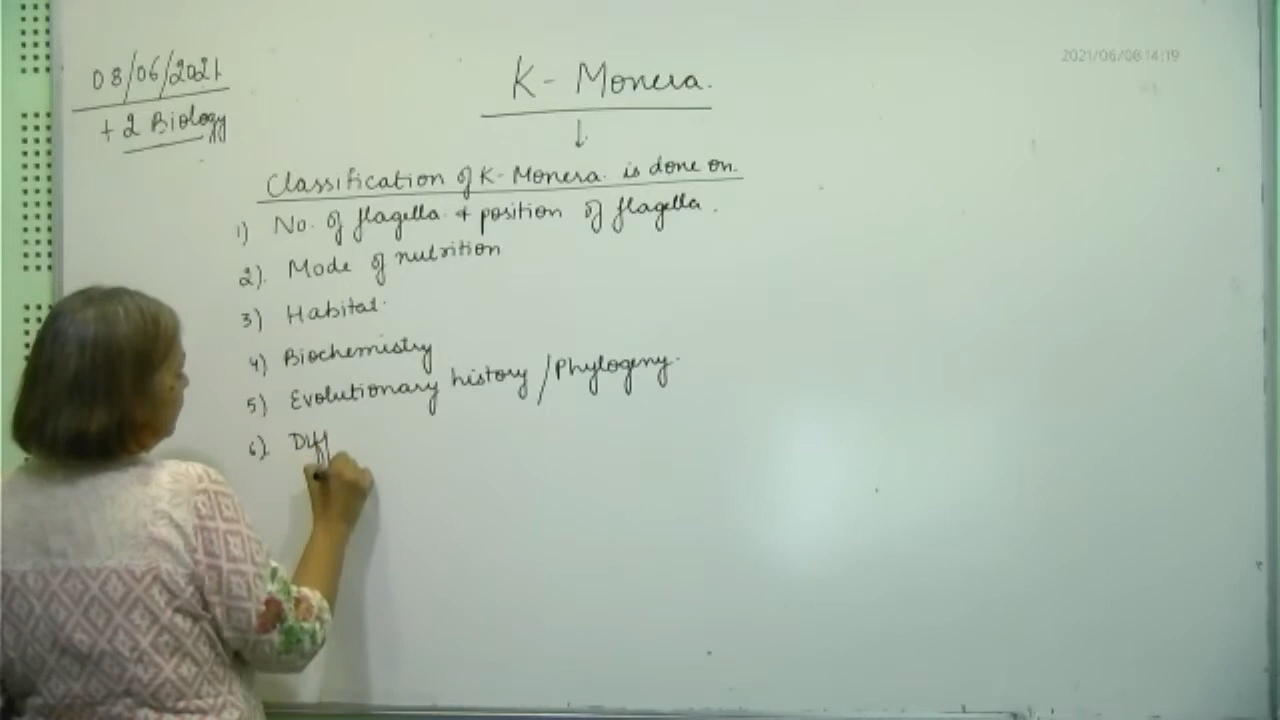 08/06/2021
+2 Biology
2021/06/08 14:19
K- Monera.
↓
Classification of K- Monera. is done on.
1) No. of flagella. & position of flagella.
2). Mode of nutrition
3) Habitat.
4) Biochemistry
5) Evolutionary history / Phylogeny.
6). Diff